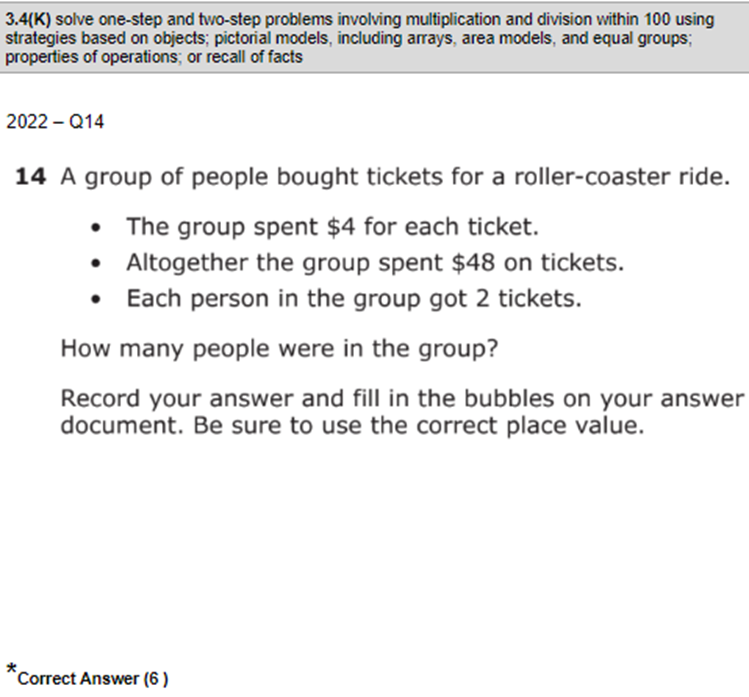 3.4(K) solve one-step and two-step problems involving multiplication and division within 100 using
strategies based on objects; pictorial models, including arrays, area models, and equal groups;
properties of operations; or recall of facts
2022 – Q14
14 A group of people bought tickets for a roller-coaster ride.
• The group spent $4 for each ticket.
• Altogether the group spent $48 on tickets.
• Each person in the group got 2 tickets.
How many people were in the group?
Record your answer and fill in the bubbles on your answer
document. Be sure to use the correct place value.
*Correct Answer (6 )